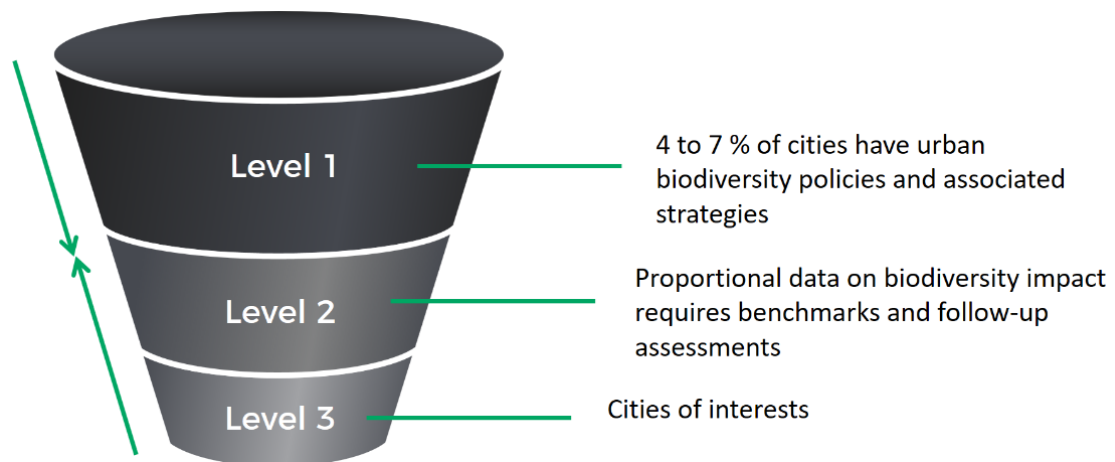 Level 1
4 to 7 % of cities have urban
biodiversity policies and associated
strategies
Level 2
Proportional data on biodiversity impact
requires benchmarks and follow-up
assessments
Level 3
Cities of interests